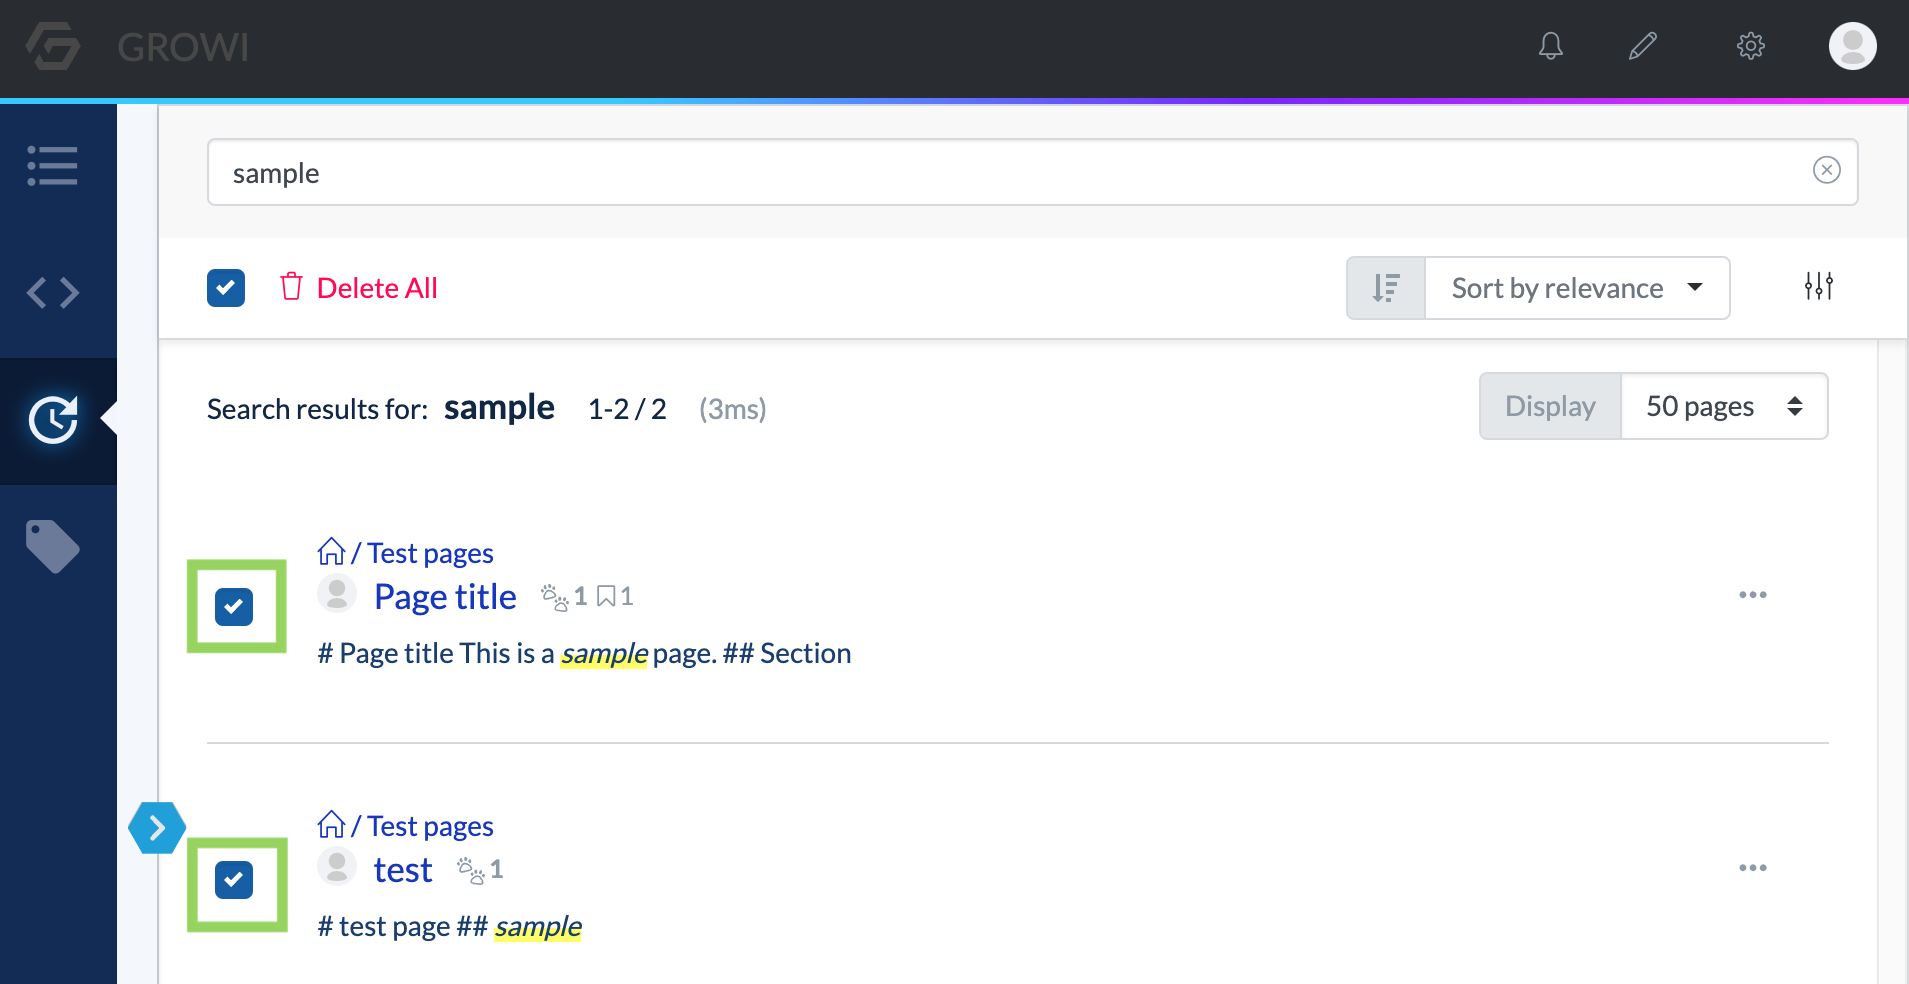 GROWI
sample
Delete All
Sort by relevance
Search results for: sample 1-2 / 2 (3ms)
Display 50 pages
/ Test pages
Page title 1 1
# Page title This is a sample page. ## Section
/ Test pages
test 1
# test page ## sample